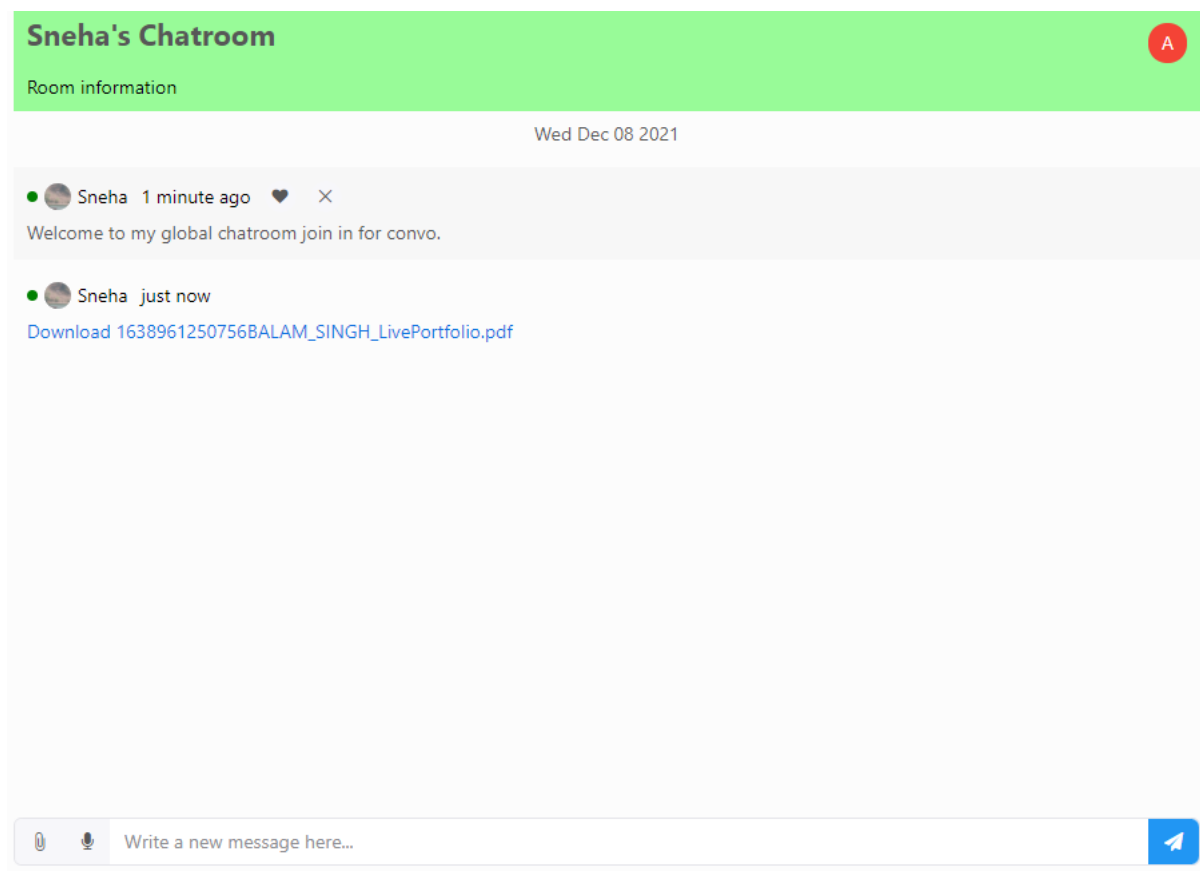 Sneha's Chatroom
A
Room information
Wed Dec 08 2021
Sneha 1 minute ago
Welcome to my global chatroom join in for convo.
Sneha just now
Download 1638961250756BALAM_SINGH_LivePortfolio.pdf
Write a new message here...